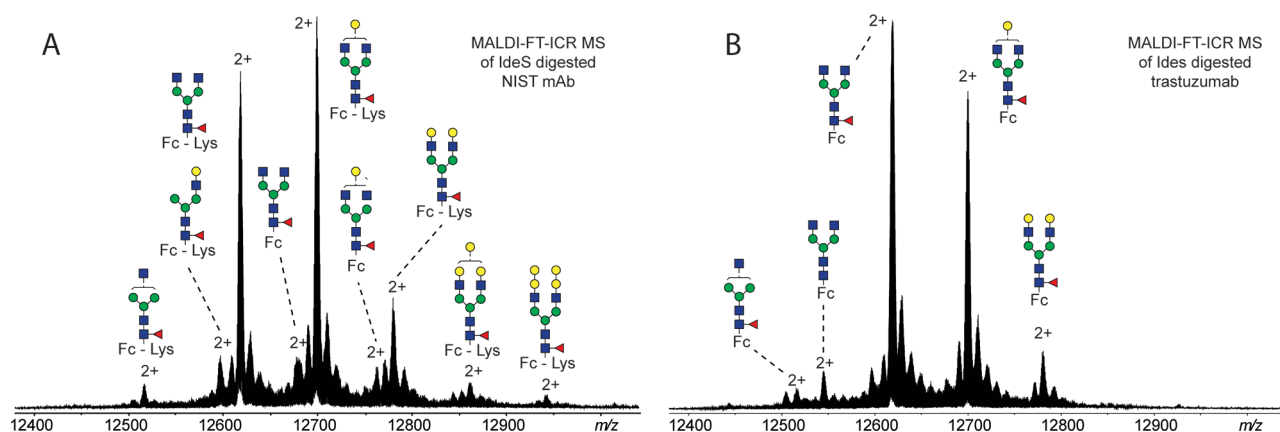 A
2+
2+
MALDI-FT-ICR MS
of IdeS digested
NIST mAb
Fc - Lys
Fc - Lys
Fc - Lys
Fc
Fc
Fc - Lys
Fc - Lys
Fc - Lys
Fc - Lys
2+
2+
2+
2+
2+
2+
2+
12400
12500
12600
12700
12800
12900
m/z
B
2+
2+
MALDI-FT-ICR MS
of Ides digested
trastuzumab
Fc
Fc
Fc
Fc
Fc
2+
2+
2+
12400
12500
12600
12700
12800
12900
m/z